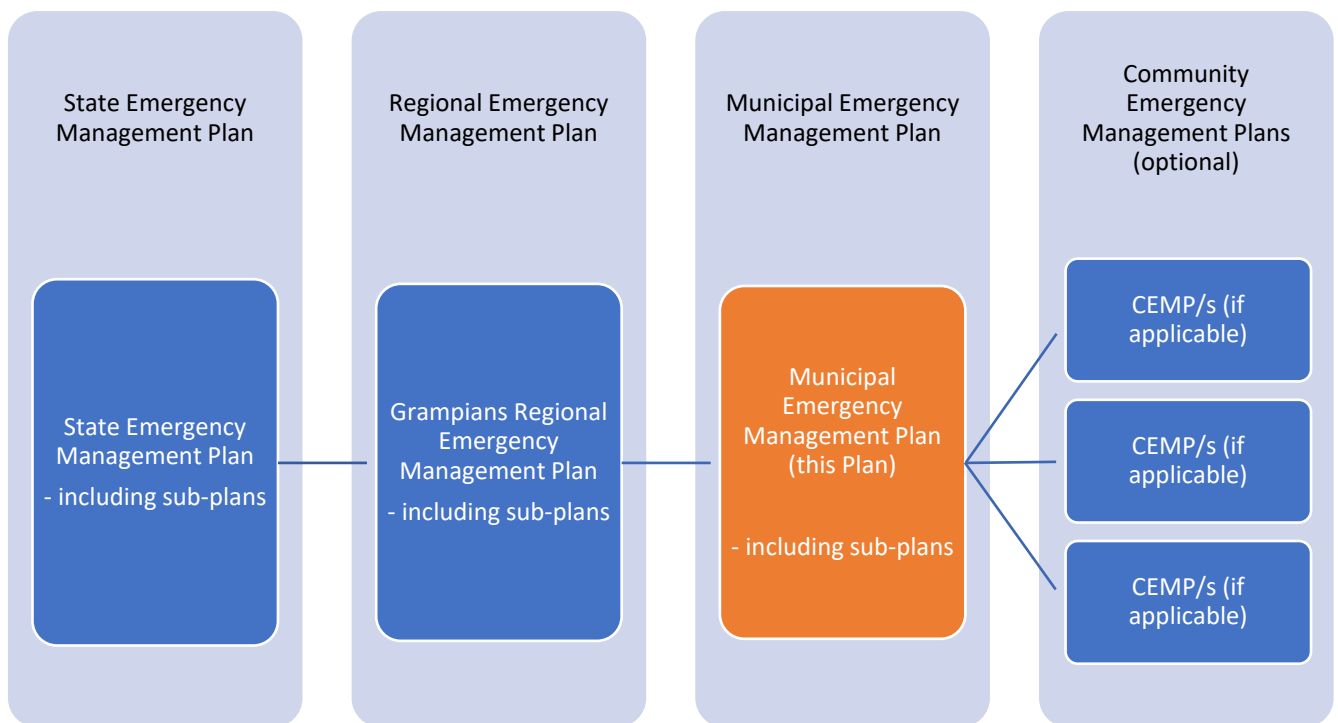 State Emergency
Management Plan
Regional Emergency
Management Plan
Municipal Emergency
Management Plan
Community
Emergency
Management Plans
(optional)
State Emergency
Management Plan
- including sub-plans
Grampians Regional
Emergency
Management Plan
- including sub-plans
Municipal
Emergency
Management Plan
(this Plan)
- including sub-plans
CEMP/s (if
applicable)
CEMP/s (if
applicable)
CEMP/s (if
applicable)